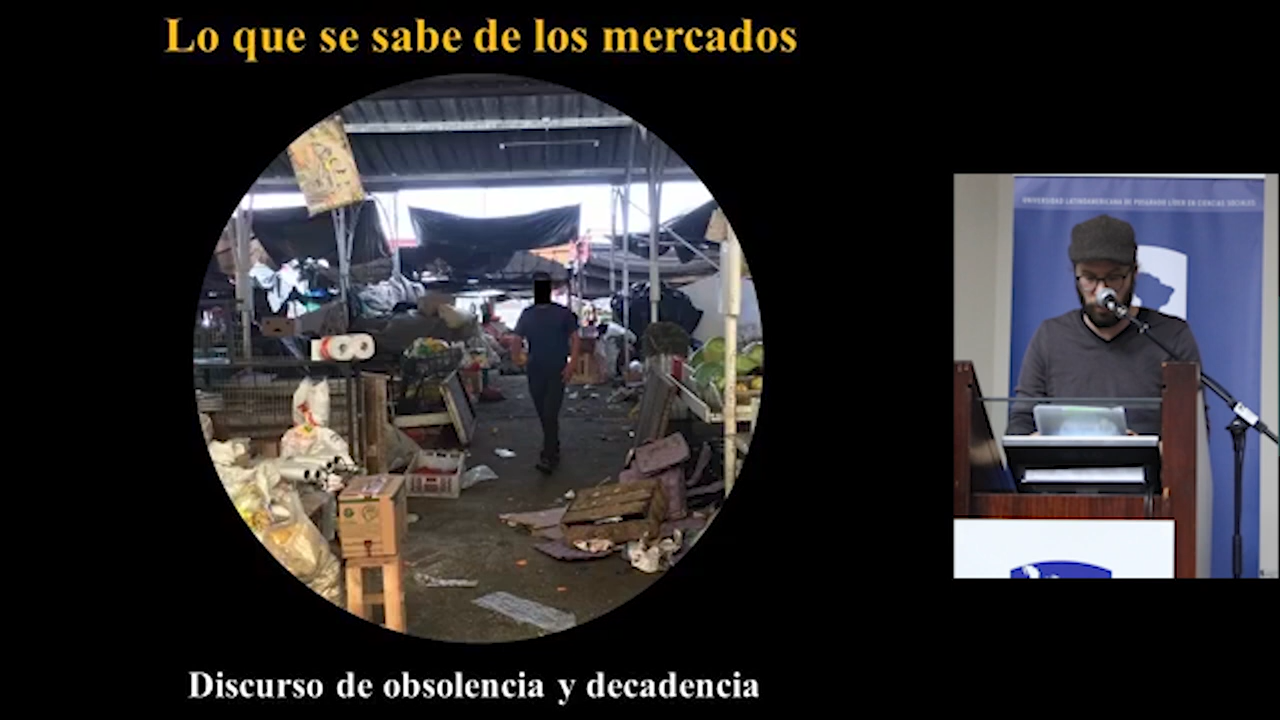 Lo que se sabe de los mercados
UNIVERSIDAD LATINOAMERICANA DE POSGRADO LÍDER EN CIENCIAS SOCIALES
Discurso de obsolencia y decadencia